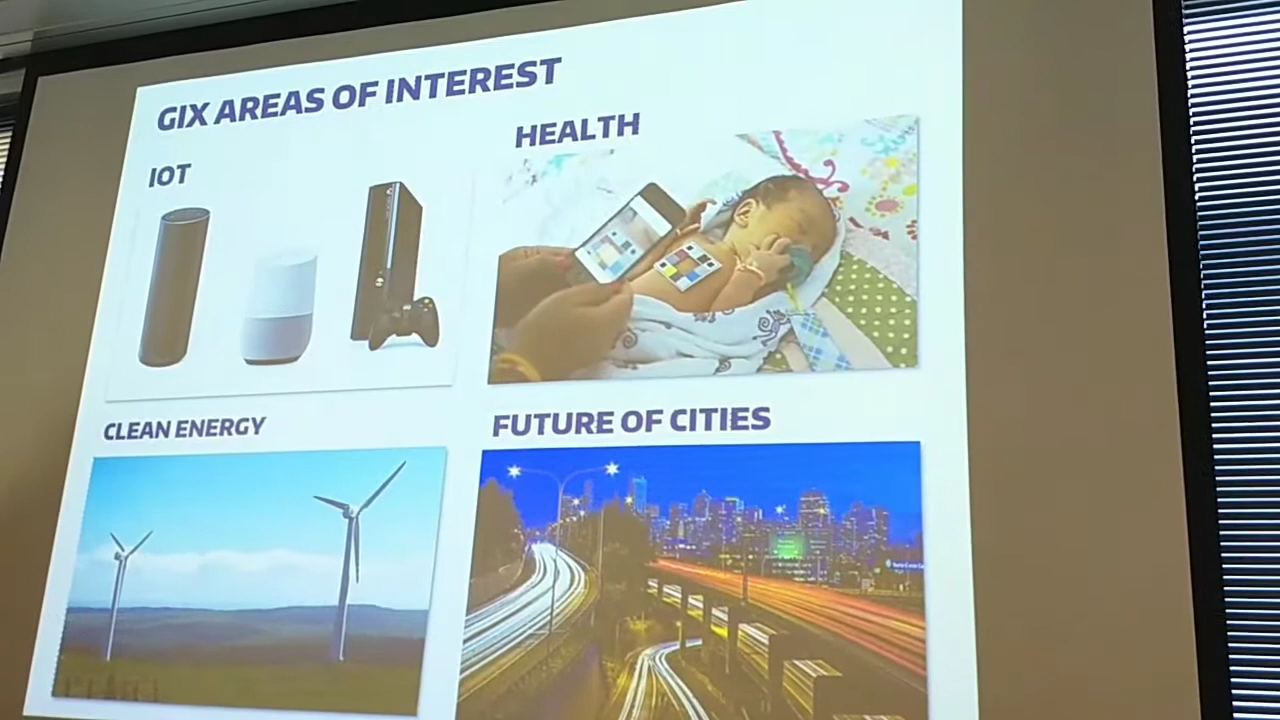 GIX AREAS OF INTEREST
IOT
HEALTH
CLEAN ENERGY
FUTURE OF CITIES